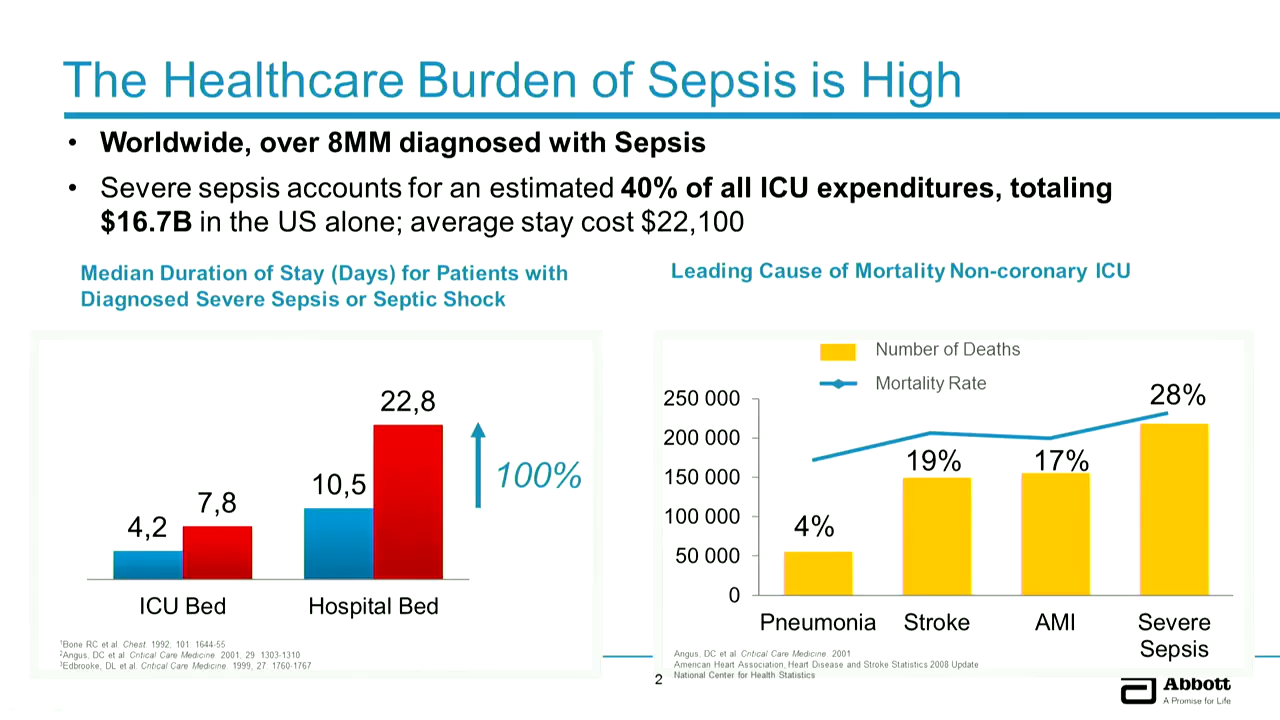 The Healthcare Burden of Sepsis is High
• Worldwide, over 8MM diagnosed with Sepsis
• Severe sepsis accounts for an estimated 40% of all ICU expenditures, totaling
$16.7B in the US alone; average stay cost $22,100
Median Duration of Stay (Days) for Patients with
Diagnosed Severe Sepsis or Septic Shock
4,2
7,8
10,5
22,8
100%
ICU Bed
Hospital Bed
¹Bone RC et al. Chest. 1992; 101: 1644-55
²Angus, DC et al. Critical Care Medicine. 2001, 29: 1303-1310
³Edbrooke, DL et al. Critical Care Medicine. 1999, 27: 1760-1767
Leading Cause of Mortality Non-coronary ICU
Number of Deaths
Mortality Rate
250 000
200 000
150 000
100 000
50 000
0
4%
19%
17%
28%
Pneumonia
Stroke
AMI
Severe
Sepsis
Angus, DC et al. Critical Care Medicine. 2001
American Heart Association, Heart Disease and Stroke Statistics 2008 Update
National Center for Health Statistics
2
Abbott
A Promise for Life